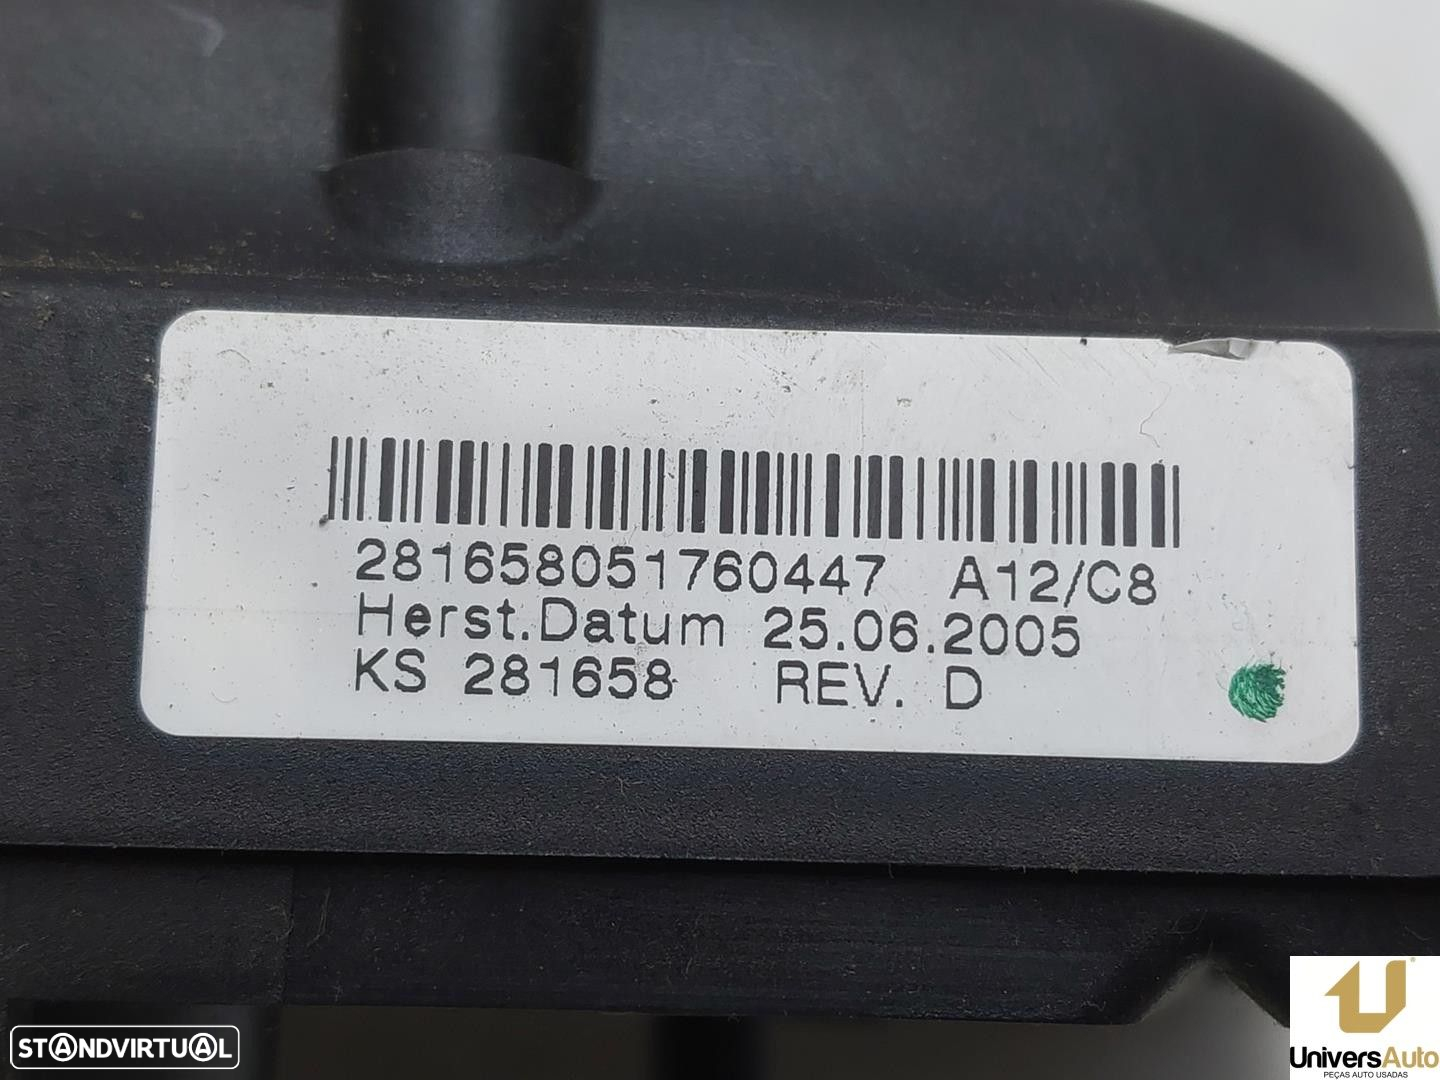 281658051760447 A12/C8
Herst.Datum 25.06.2005
KS 281658 REV. D
STANDVIRTUAL
UniversAuto
PEÇAS AUTO USADAS